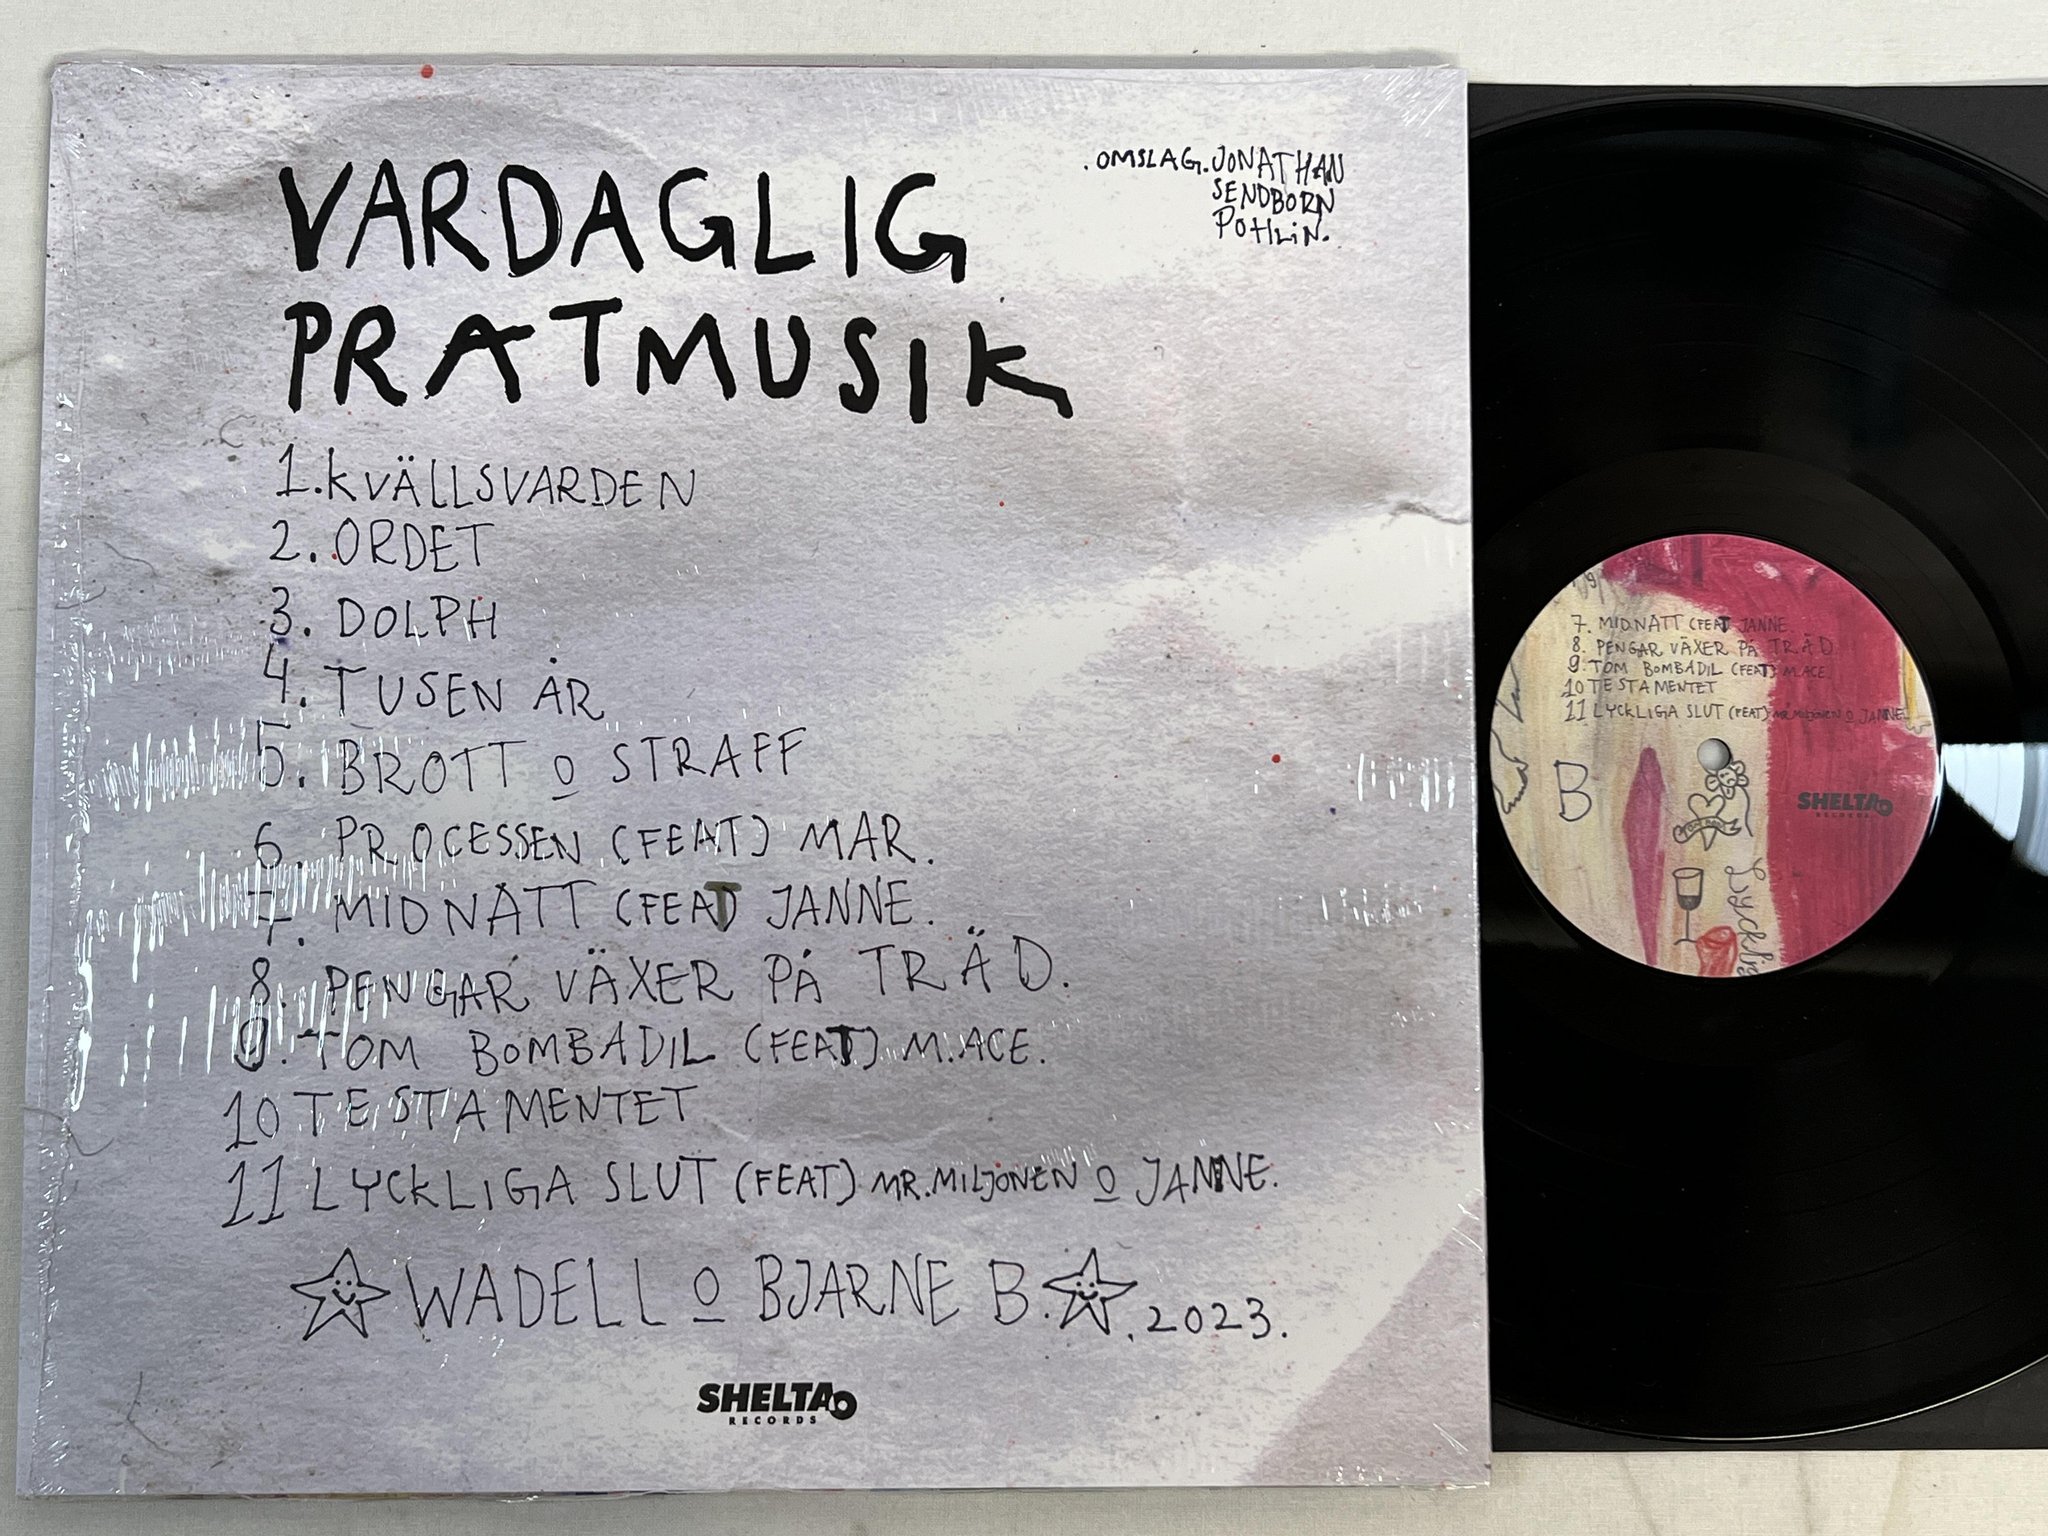 VARDAGLIG
PRATMUSIK
.OMSLAG.JONATHAN
SENDBORN
POHLIN.
1.KVÄLLSVARDEN
2.ORDET
3.DOLPH
4.TUSEN ÅR
5.BROTT O STRAFF
6.PROCESSEN (FEAT) MAR.
7.MIDNATT (FEAT) JANNE.
8.PENGAR VÄXER PÅ TRÄD.
9.TOM BOMBADIL (FEAT) M.ACE.
10 TESTAMENTET
11 LYCKLIGA SLUT (FEAT) MR.MILJONEN O JANNE.
WADELL O BJARNE B. .2023.
SHELTA
RECORDS
7. MIDNATT (FEAT JANNE
8. PENGAR VÄXER PÅ TRÄD
9. TOM BOMBADIL (FEAT) M.ACE
10 TESTAMENTET
11 LYCKLIGA SLUT (FEAT) MR.MILJONEN O JANNE.
B
SHELTA
RECORDS